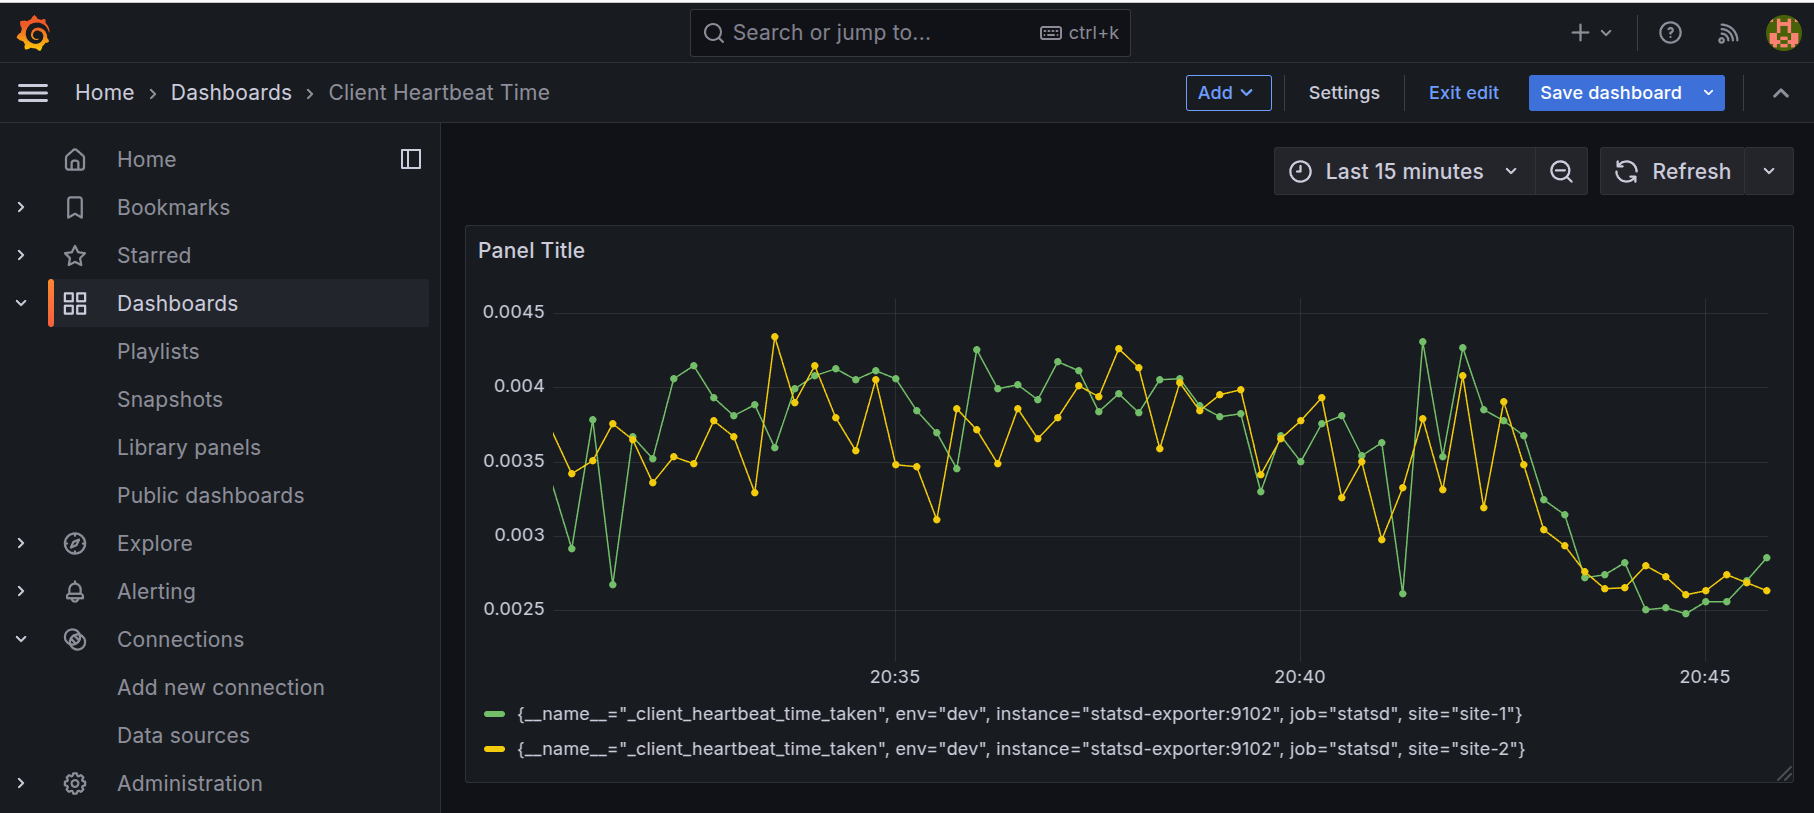 Search or jump to... ctrl+k
Home › Dashboards › Client Heartbeat Time
Add
Settings
Exit edit
Save dashboard
Home
Bookmarks
Starred
Dashboards
Playlists
Snapshots
Library panels
Public dashboards
Explore
Alerting
Connections
Add new connection
Data sources
Administration
Last 15 minutes
Refresh
Panel Title
0.0045
0.004
0.0035
0.003
0.0025
20:35
20:40
20:45
{__name__="_client_heartbeat_time_taken", env="dev", instance="statsd-exporter:9102", job="statsd", site="site-1"}
{__name__="_client_heartbeat_time_taken", env="dev", instance="statsd-exporter:9102", job="statsd", site="site-2"}